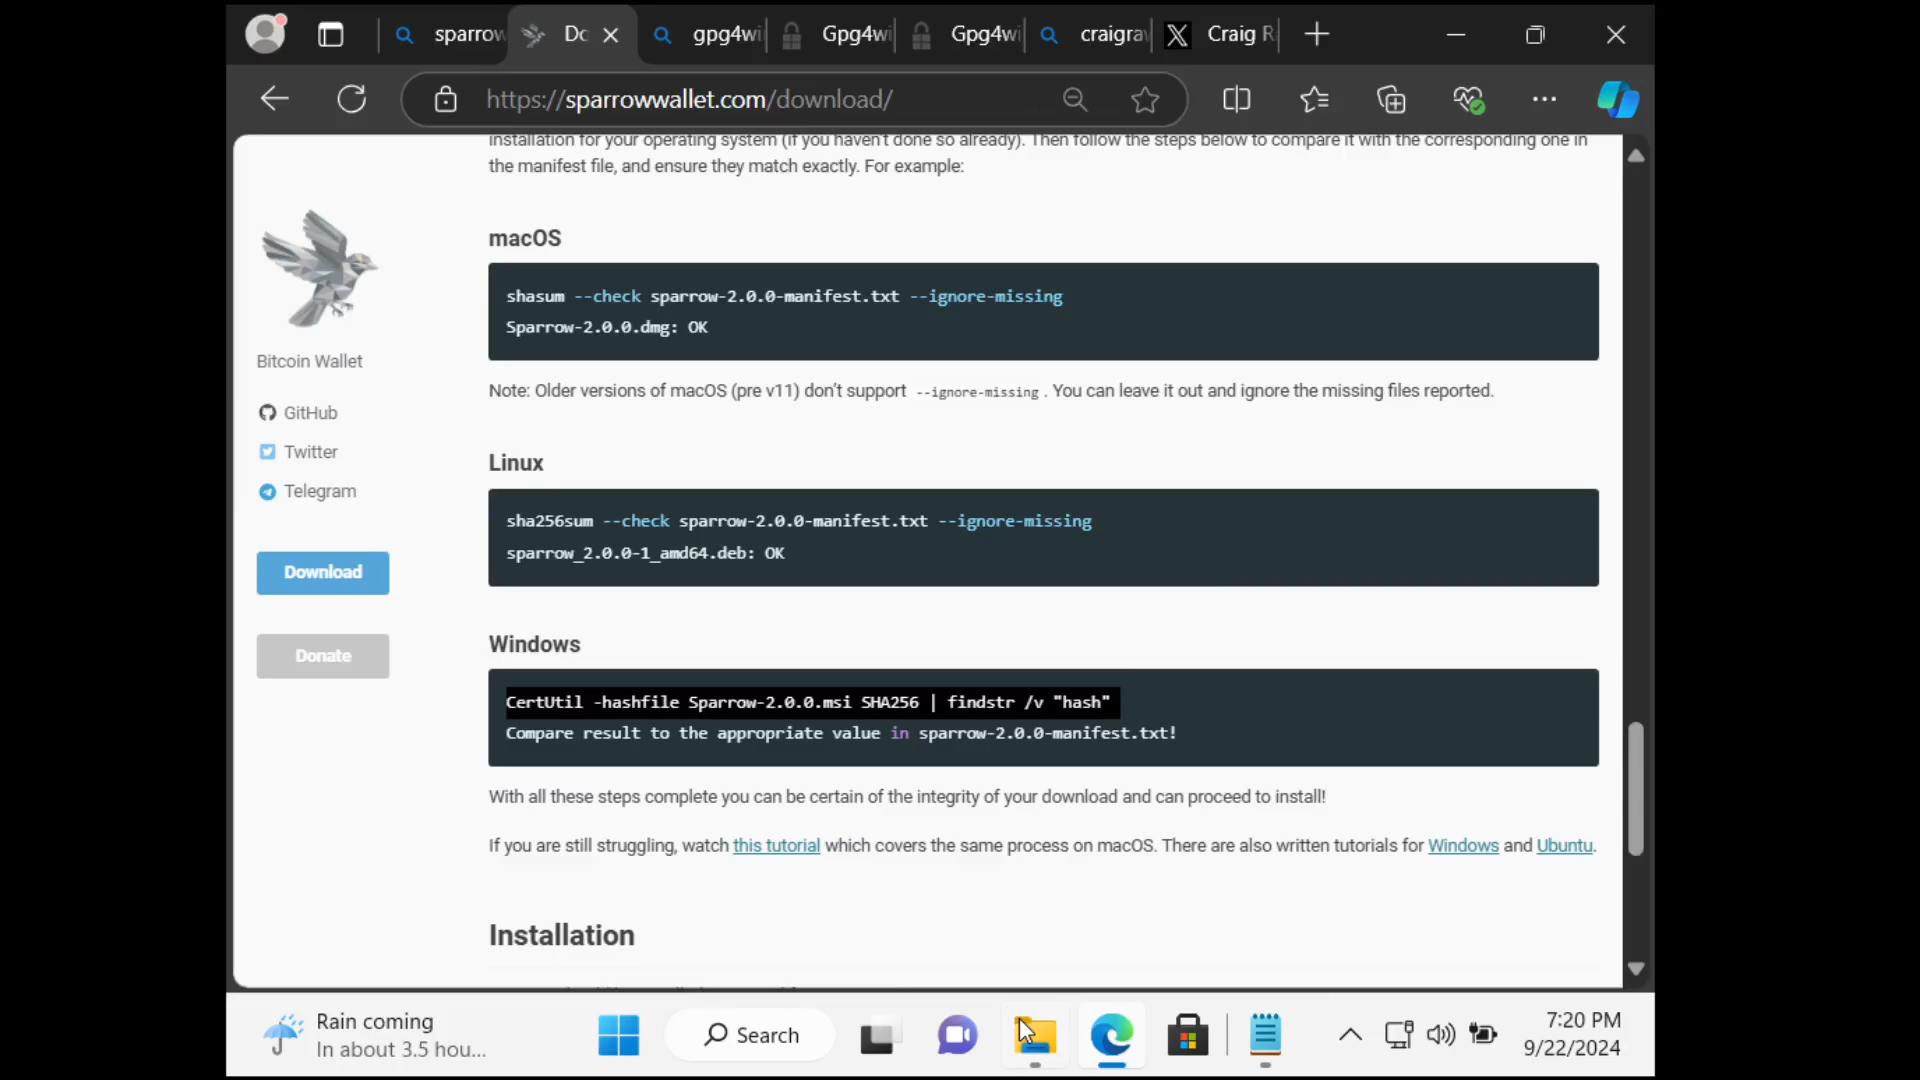 sparrow
Do
gpg4wi
Gpg4wi
Gpg4wi
craigra
Craig R
https://sparrowwallet.com/download/
installation for your operating system (if you haven't done so already). Then follow the steps below to compare it with the corresponding one in
the manifest file, and ensure they match exactly. For example:
macOS
shasum --check sparrow-2.0.0-manifest.txt --ignore-missing
Sparrow-2.0.0.dmg: OK
Bitcoin Wallet
Note: Older versions of macOS (pre v11) don't support --ignore-missing . You can leave it out and ignore the missing files reported.
GitHub
Twitter
Telegram
Linux
sha256sum --check sparrow-2.0.0-manifest.txt --ignore-missing
sparrow_2.0.0-1_amd64.deb: OK
Download
Donate
Windows
CertUtil -hashfile Sparrow-2.0.0.msi SHA256 | findstr /v "hash"
Compare result to the appropriate value in sparrow-2.0.0-manifest.txt!
With all these steps complete you can be certain of the integrity of your download and can proceed to install!
If you are still struggling, watch this tutorial which covers the same process on macOS. There are also written tutorials for Windows and Ubuntu.
Installation
Rain coming
In about 3.5 hou...
Search
7:20 PM
9/22/2024